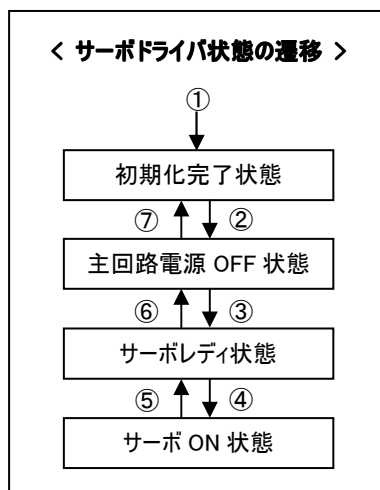 < サーボドライバ状態の遷移 >
①
初期化完了状態
⑦ ②
主回路電源 OFF 状態
⑥ ③
サーボレディ状態
⑤ ④
サーボ ON 状態